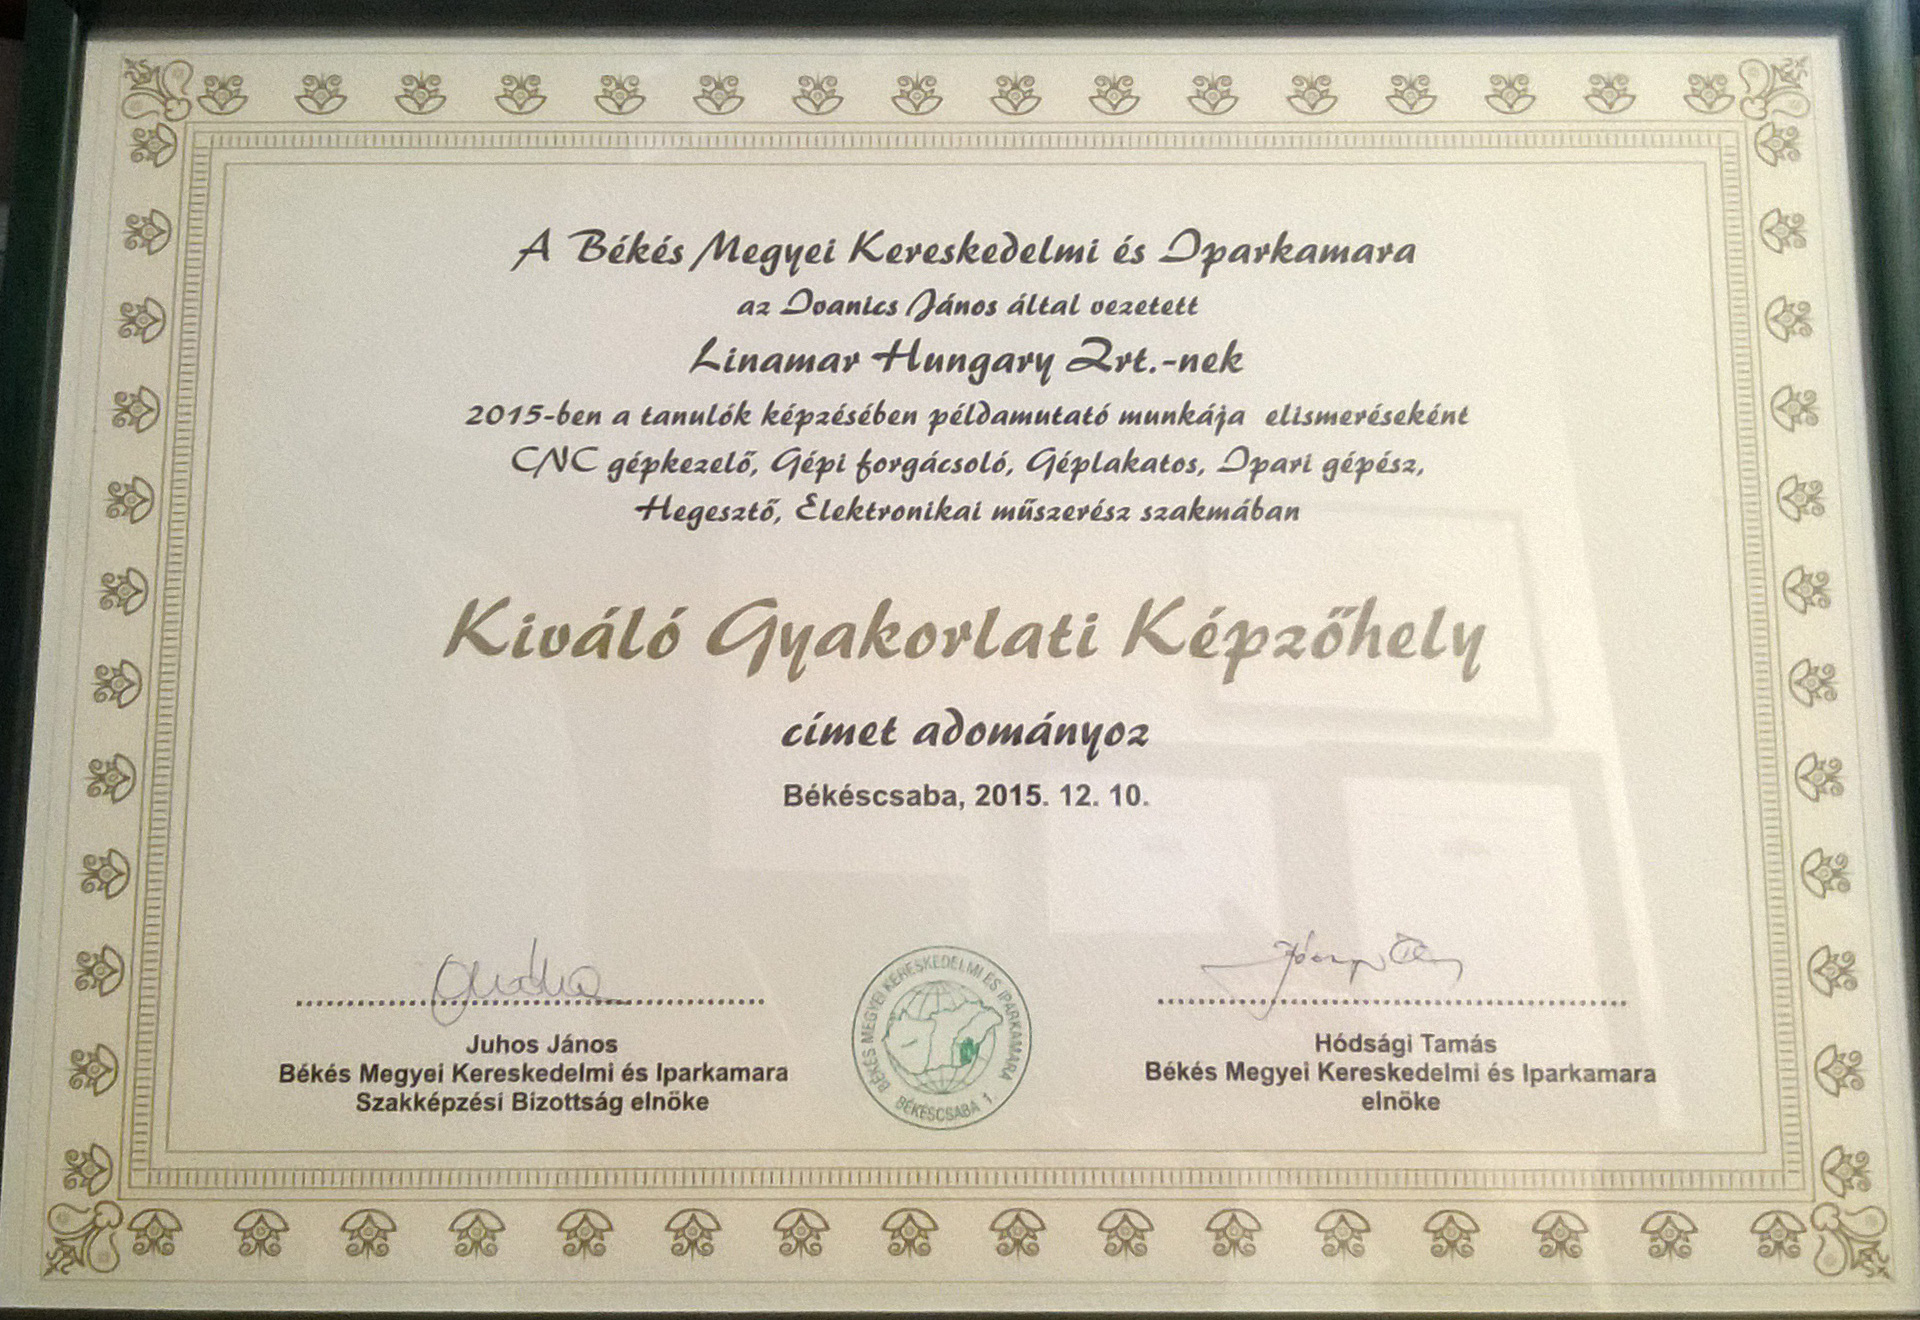 A Békés Megyei Kereskedelmi és Iparkamara
az Ivanics János által vezetett
Linamar Hungary Zrt.-nek
2015-ben a tanulók képzésében példamutató munkája elismeréseként
CNC gépkezelő, Gépi forgácsoló, Géplakatos, Ipari gépész,
Hegesztő, Elektronikai műszerész szakmában
Kiváló Gyakorlati Képzőhely
címet adományoz
Békéscsaba, 2015. 12. 10.
Juhos János
Békés Megyei Kereskedelmi és Iparkamara
Szakképzési Bizottság elnöke
BÉKÉS MEGYEI KERESKEDELMI ÉS IPARKAMARA
BÉKÉSCSABA 1.
Hódsági Tamás
Békés Megyei Kereskedelmi és Iparkamara
elnöke